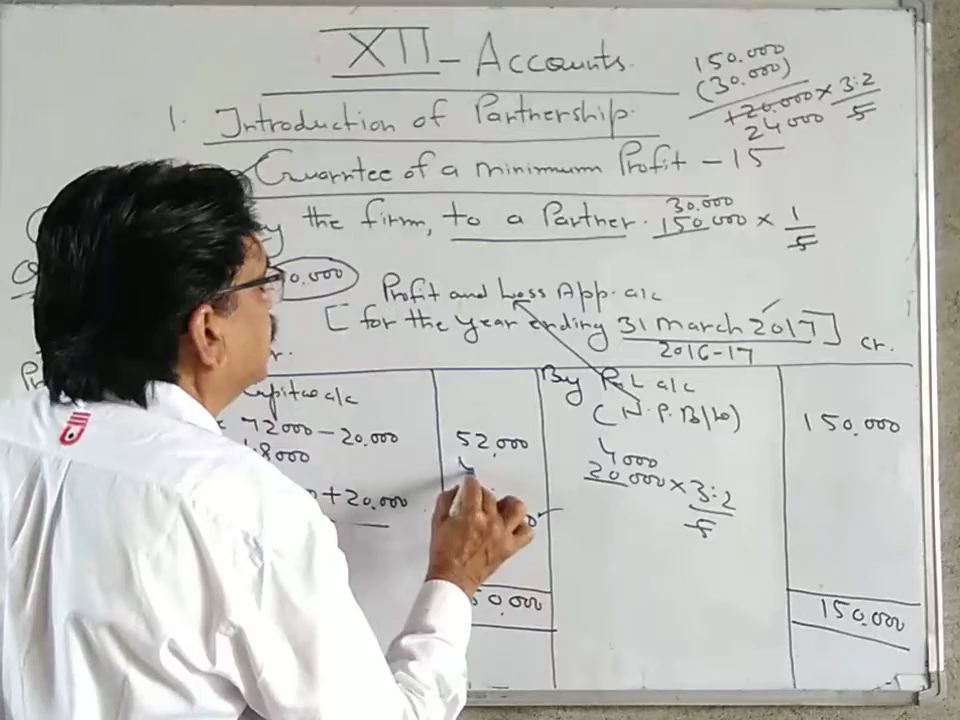 XII - Accounts.
150.000
(30.000)
+20.000 × 3:2
24000 5
1. Introduction of Partnership.
Guarntee of a minimum Profit - 15
the firm, to a Partner. 30.000
150.000 × 1
5
0.000
Profit and Loss App. a/c
[for the year ending 31 March 2017]
2016-17
cr.
Capital a/c
By P&L a/c
(N.P. B/D)
150.000
72000 - 20.000
52,000
8000
4000
20.000 × 3:2
5
+20.000
50.000
150.000